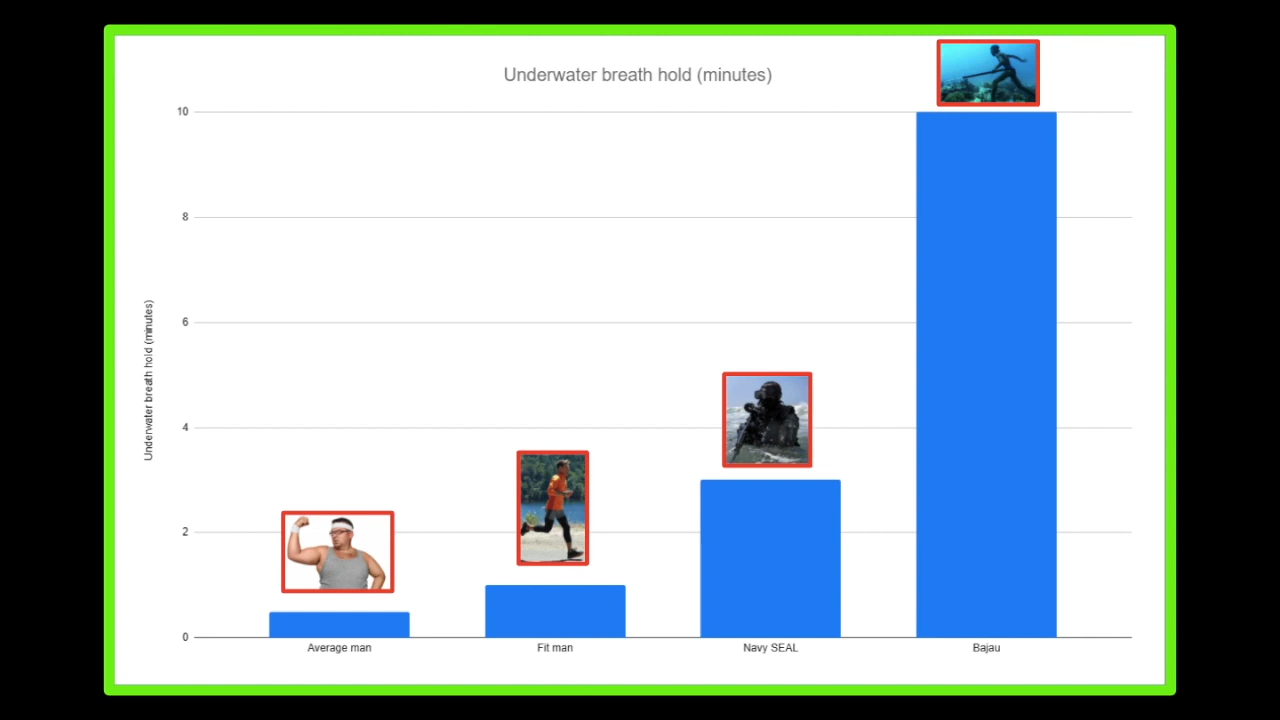 Underwater breath hold (minutes)
10
8
6
4
2
0
Underwater breath hold (minutes)
Average man
Fit man
Navy SEAL
Bajau